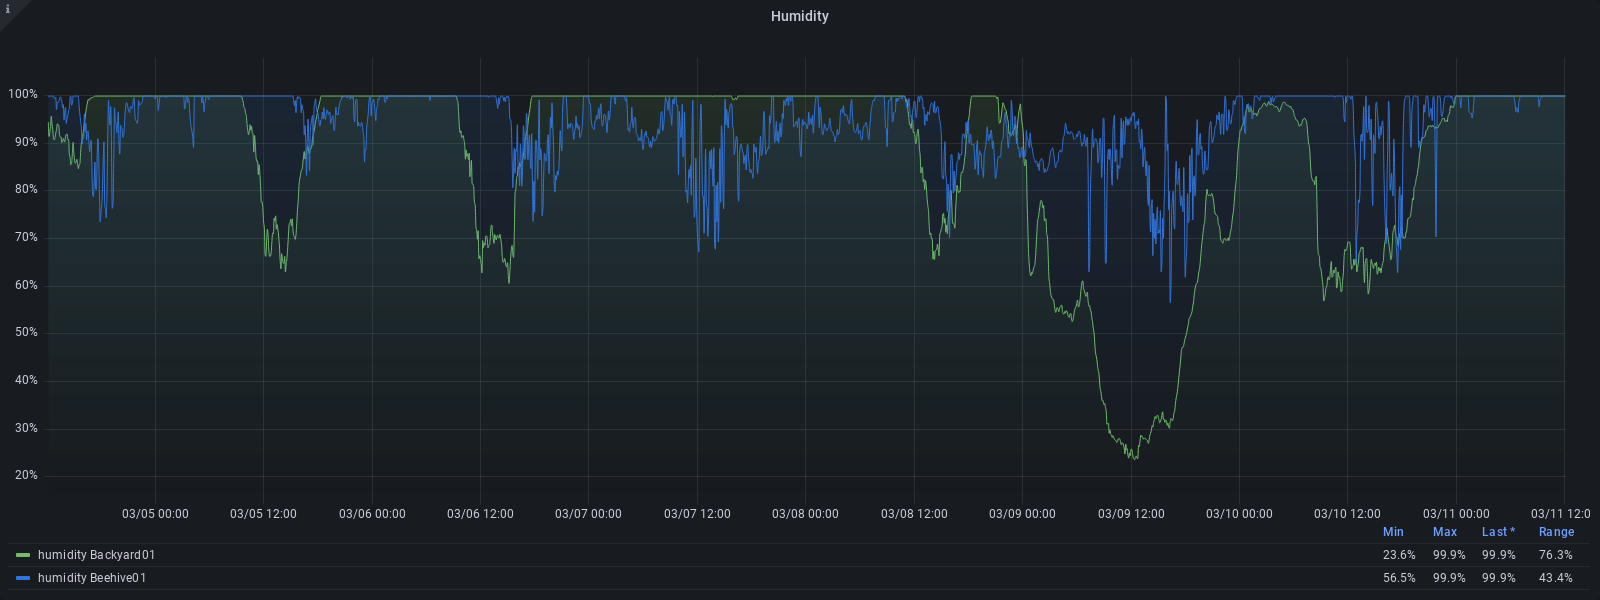 i
Humidity
100%
90%
80%
70%
60%
50%
40%
30%
20%
03/05 00:00 03/05 12:00 03/06 00:00 03/06 12:00 03/07 00:00 03/07 12:00 03/08 00:00 03/08 12:00 03/09 00:00 03/09 12:00 03/10 00:00 03/10 12:00 03/11 00:00 03/11 12:0
Min Max Last * Range
humidity Backyard01 23.6% 99.9% 99.9% 76.3%
humidity Beehive01 56.5% 99.9% 99.9% 43.4%